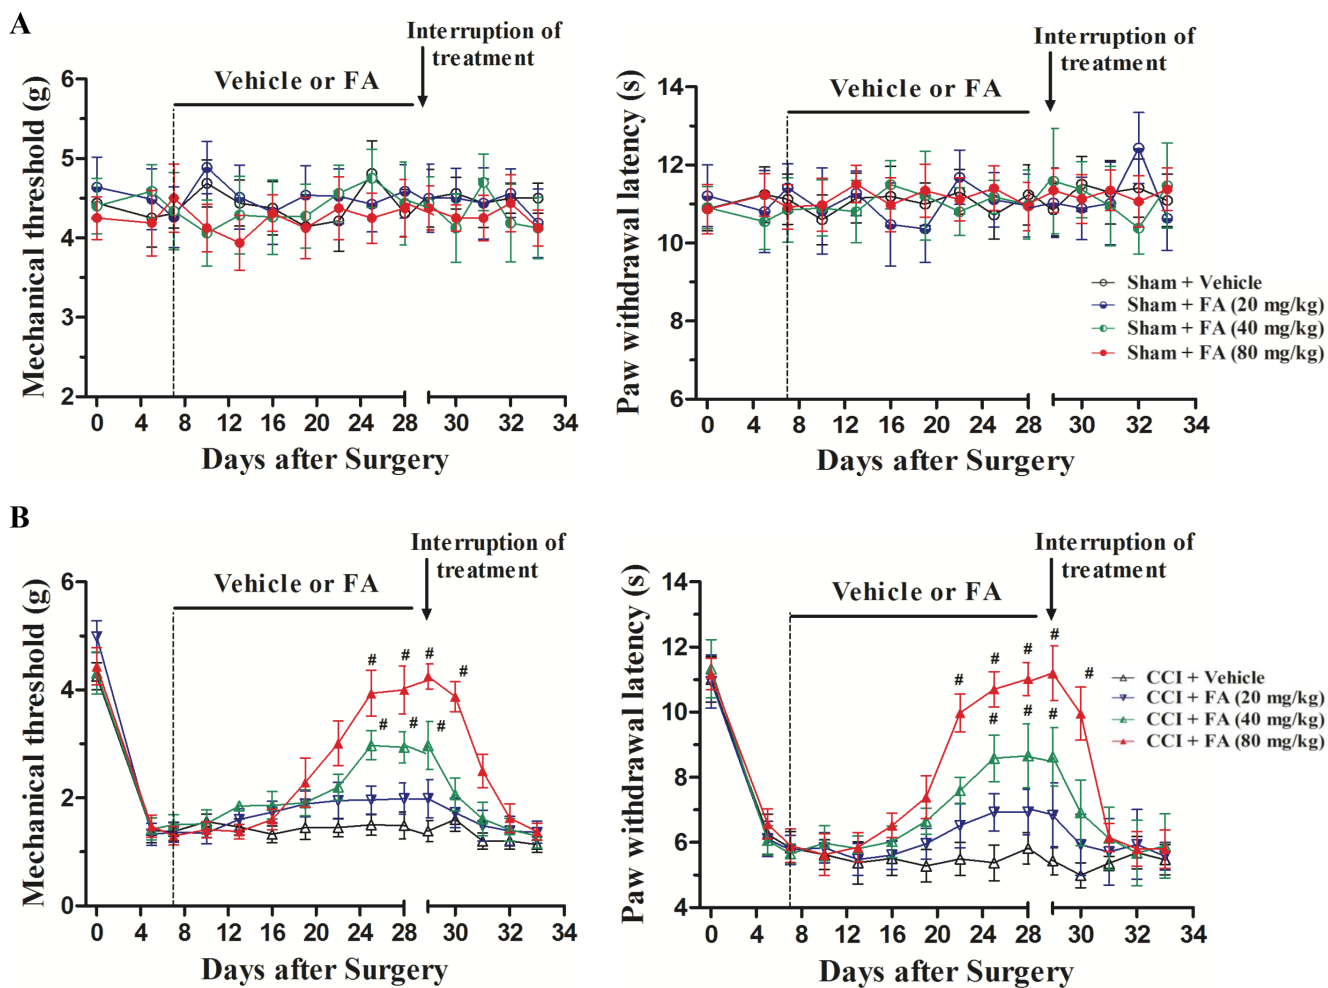 A
Interruption of
treatment
Vehicle or FA
Mechanical threshold (g)
6
5
4
3
2
0 4 8 12 16 20 24 28 30 32 34
Days after Surgery
Interruption of
treatment
Vehicle or FA
Paw withdrawal latency (s)
14
12
10
8
6
0 4 8 12 16 20 24 28 30 32 34
Days after Surgery
Sham + Vehicle
Sham + FA (20 mg/kg)
Sham + FA (40 mg/kg)
Sham + FA (80 mg/kg)
B
Interruption of
treatment
Vehicle or FA
Mechanical threshold (g)
6
4
2
0
# # # #
# # #
0 4 8 12 16 20 24 28 30 32 34
Days after Surgery
Interruption of
treatment
Vehicle or FA
Paw withdrawal latency (s)
14
12
10
8
6
4
# # # # #
# # #
0 4 8 12 16 20 24 28 30 32 34
Days after Surgery
CCI + Vehicle
CCI + FA (20 mg/kg)
CCI + FA (40 mg/kg)
CCI + FA (80 mg/kg)